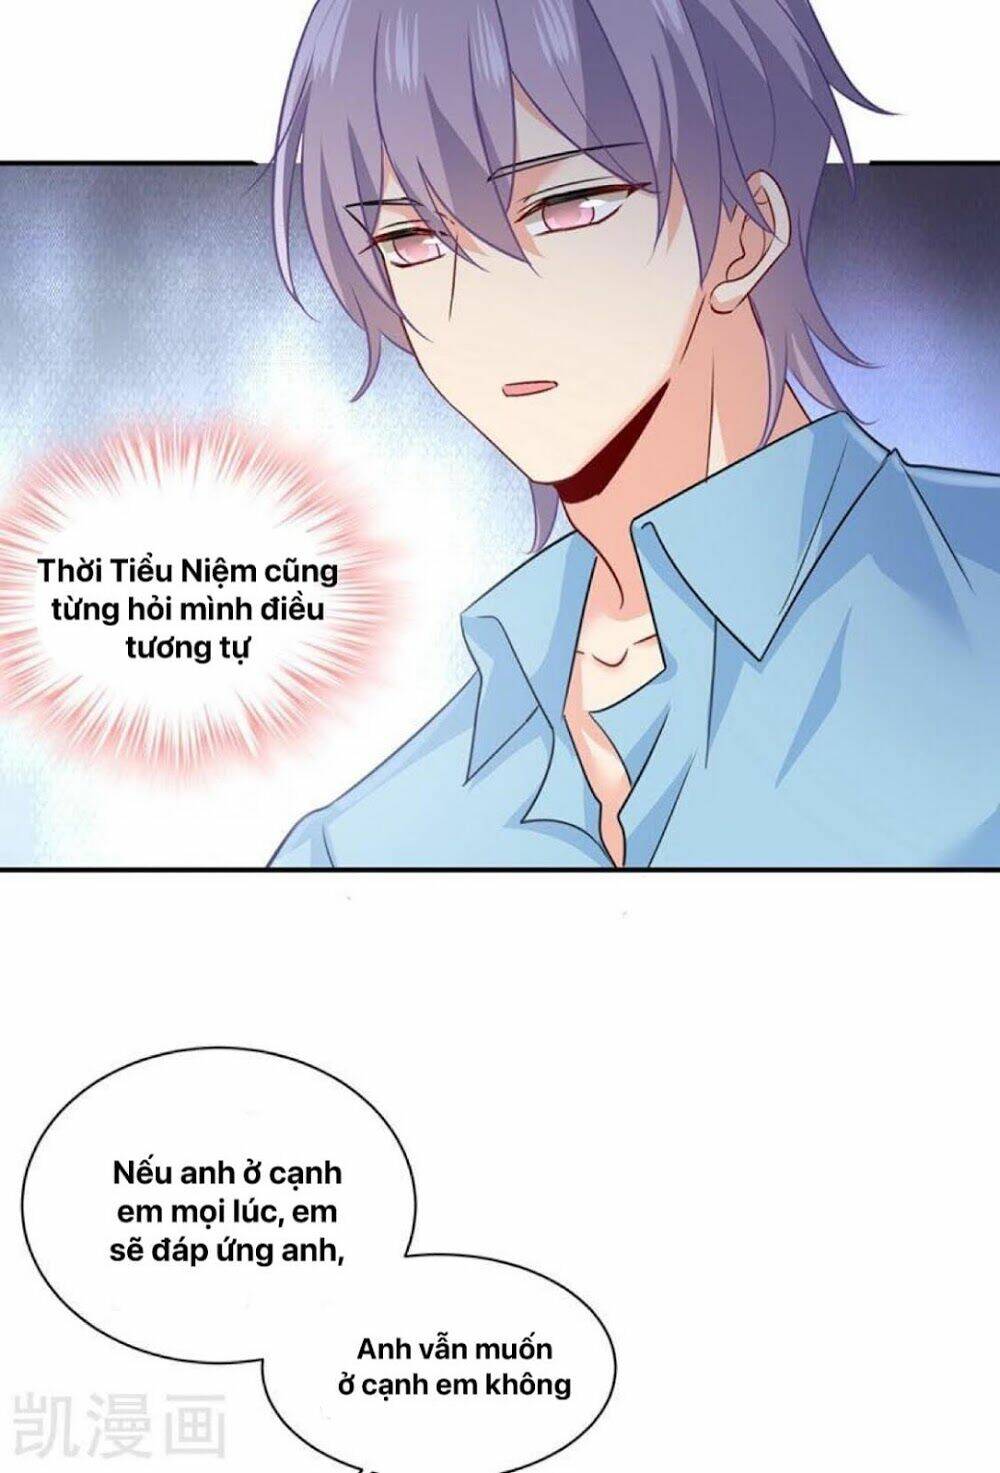 Thời Tiểu Niệm cũng
từng hỏi mình điều
tương tự
Nếu anh ở cạnh
em mọi lúc, em
sẽ đáp ứng anh,
Anh vẫn muốn
ở cạnh em không
凯漫画